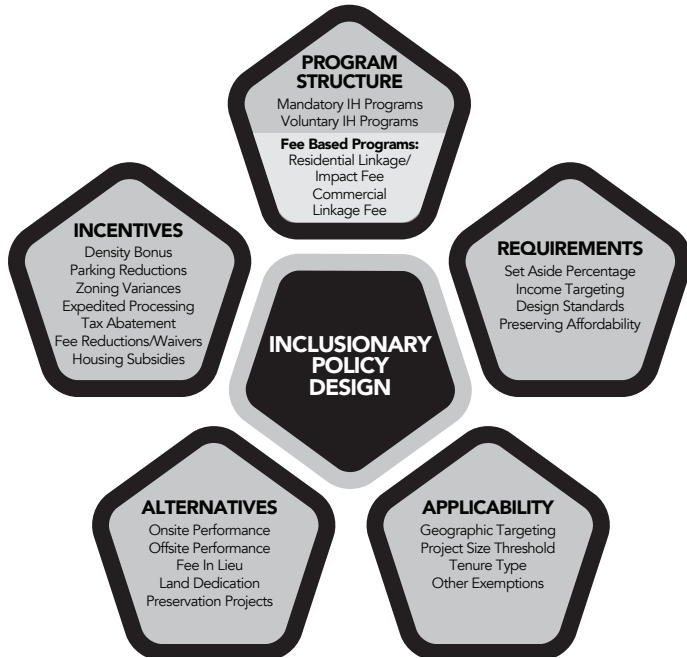 PROGRAM
STRUCTURE
Mandatory IH Programs
Voluntary IH Programs
Fee Based Programs:
Residential Linkage/
Impact Fee
Commercial
Linkage Fee
INCENTIVES
Density Bonus
Parking Reductions
Zoning Variances
Expedited Processing
Tax Abatement
Fee Reductions/Waivers
Housing Subsidies
REQUIREMENTS
Set Aside Percentage
Income Targeting
Design Standards
Preserving Affordability
INCLUSIONARY
POLICY
DESIGN
ALTERNATIVES
Onsite Performance
Offsite Performance
Fee In Lieu
Land Dedication
Preservation Projects
APPLICABILITY
Geographic Targeting
Project Size Threshold
Tenure Type
Other Exemptions